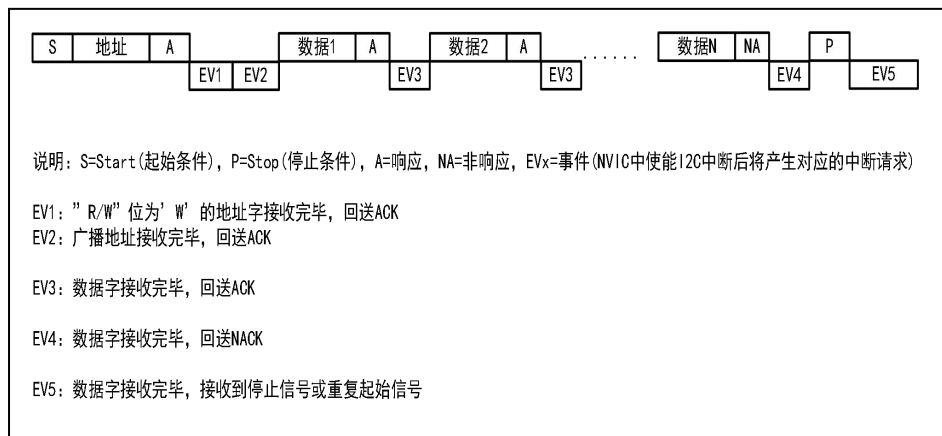 S 地址 A 数据1 A 数据2 A ...... 数据N NA P
EV1 EV2 EV3 EV3 EV4 EV5
说明: S=Start(起始条件), P=Stop(停止条件), A=响应, NA=非响应, EVx=事件(NVIC中使能I2C中断后将产生对应的中断请求)
EV1: ”R/W”位为’W’的地址字接收完毕, 回送ACK
EV2: 广播地址接收完毕, 回送ACK
EV3: 数据字接收完毕, 回送ACK
EV4: 数据字接收完毕, 回送NACK
EV5: 数据字接收完毕, 接收到停止信号或重复起始信号